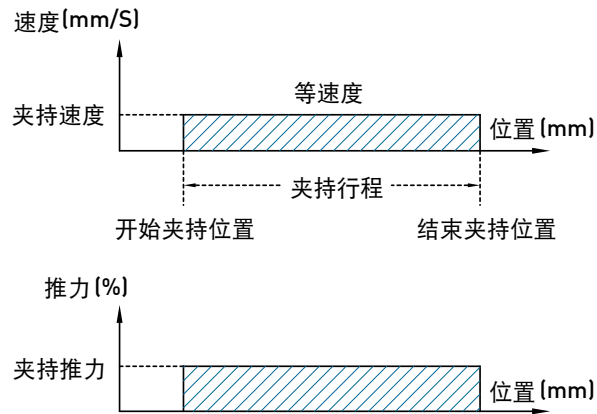 速度(mm/S)
等速度
夹持速度
位置(mm)
夹持行程
开始夹持位置
结束夹持位置
推力(%)
夹持推力
位置(mm)